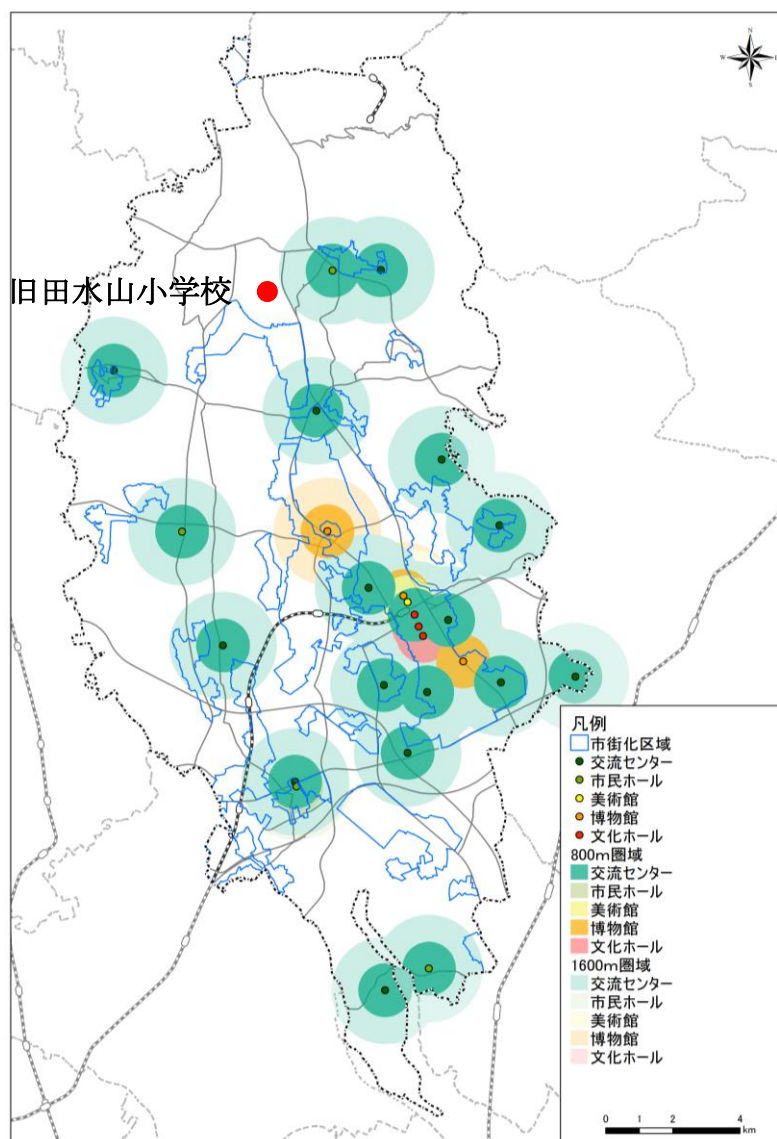 N
W
E
S
旧田水山小学校
凡例
市街化区域
交流センター
市民ホール
美術館
博物館
文化ホール
800m圏域
交流センター
市民ホール
美術館
博物館
文化ホール
1600m圏域
交流センター
市民ホール
美術館
博物館
文化ホール
0 1 2 4
km